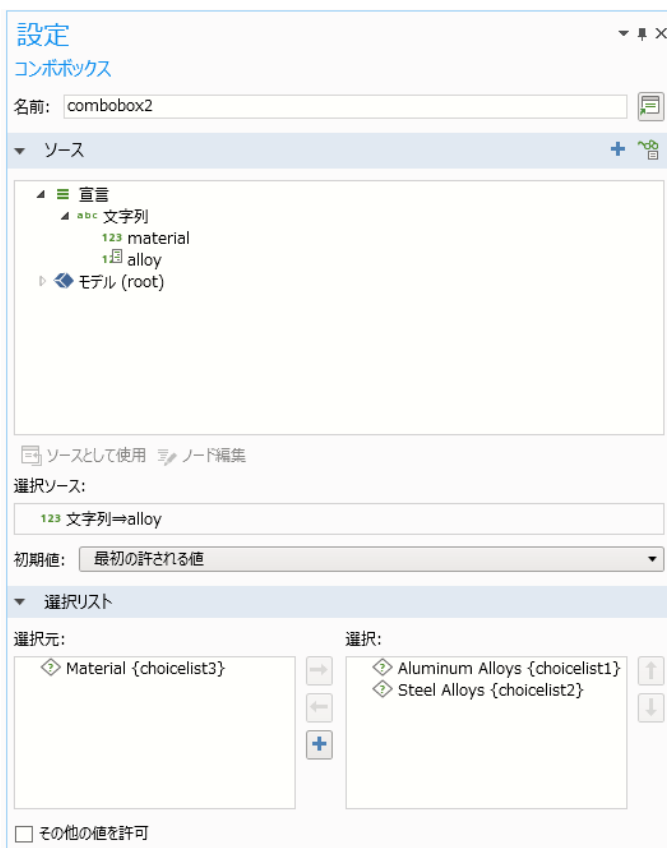 設定
コンボボックス
名前: combobox2
ソース
宣言
abc 文字列
123 material
alloy
モデル (root)
ソースとして使用 ノード編集
選択ソース:
123 文字列⇒alloy
初期値: 最初の許される値
選択リスト
選択元: 選択:
Material {choicelist3} Aluminum Alloys {choicelist1}
Steel Alloys {choicelist2}
その他の値を許可